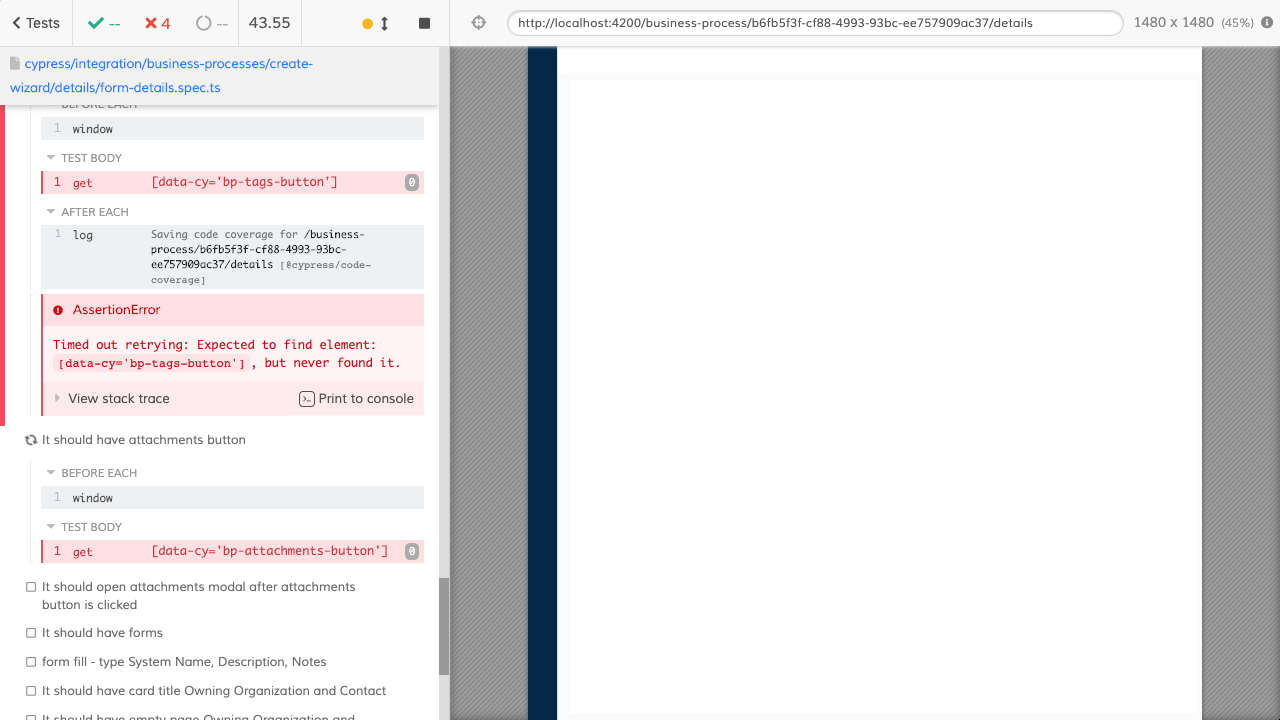 Tests
--
4
--
43.55
http://localhost:4200/business-process/b6fb5f3f-cf88-4993-93bc-ee757909ac37/details
1480 x 1480 (45%)
cypress/integration/business-processes/create-
wizard/details/form-details.spec.ts
BEFORE EACH
1 window
TEST BODY
1 get [data-cy='bp-tags-button'] 0
AFTER EACH
1 log Saving code coverage for /business-
process/b6fb5f3f-cf88-4993-93bc-
ee757909ac37/details [@cypress/code-
coverage]
AssertionError
Timed out retrying: Expected to find element:
[data-cy='bp-tags-button'], but never found it.
View stack trace
Print to console
It should have attachments button
BEFORE EACH
1 window
TEST BODY
1 get [data-cy='bp-attachments-button'] 0
It should open attachments modal after attachments
button is clicked
It should have forms
form fill - type System Name, Description, Notes
It should have card title Owning Organization and Contact
It should have empty page Owning Organization and